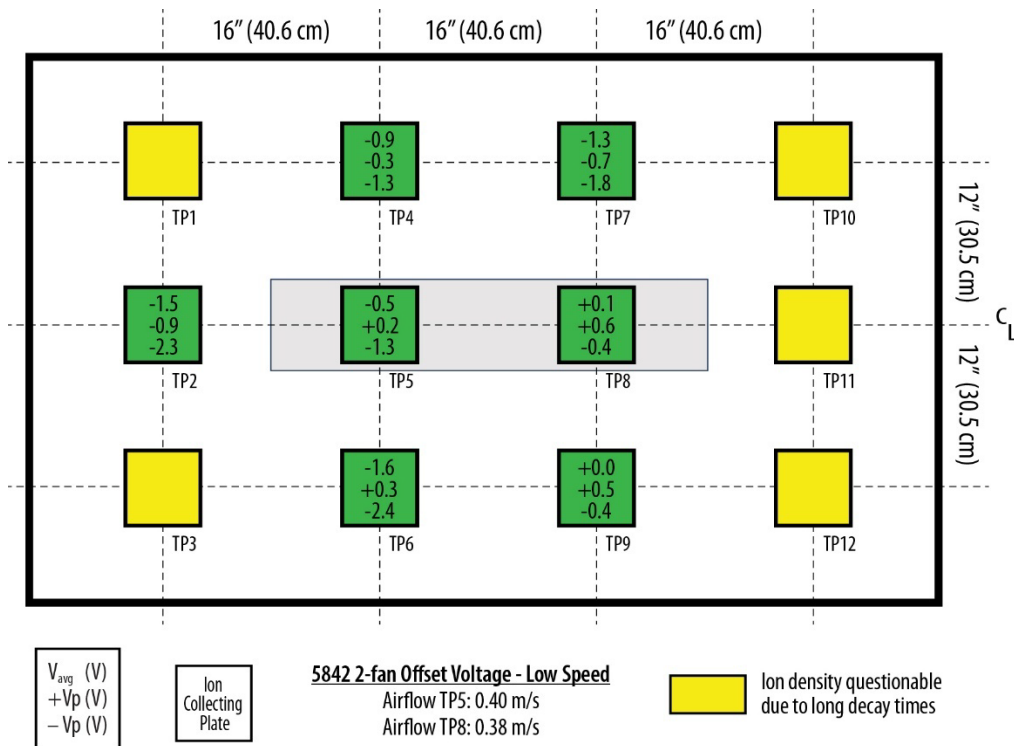 16” (40.6 cm) 16” (40.6 cm) 16” (40.6 cm)
-0.9
-0.3
-1.3
-1.3
-0.7
-1.8
TP1 TP4 TP7 TP10
12” (30.5 cm)
-1.5
-0.9
-2.3
-0.5
+0.2
-1.3
+0.1
+0.6
-0.4
CL
TP2 TP5 TP8 TP11
12” (30.5 cm)
-1.6
+0.3
-2.4
+0.0
+0.5
-0.4
TP3 TP6 TP9 TP12
Vavg (V)
+Vp (V)
– Vp (V)
Ion
Collecting
Plate
5842 2-fan Offset Voltage - Low Speed
Airflow TP5: 0.40 m/s
Airflow TP8: 0.38 m/s
Ion density questionable
due to long decay times